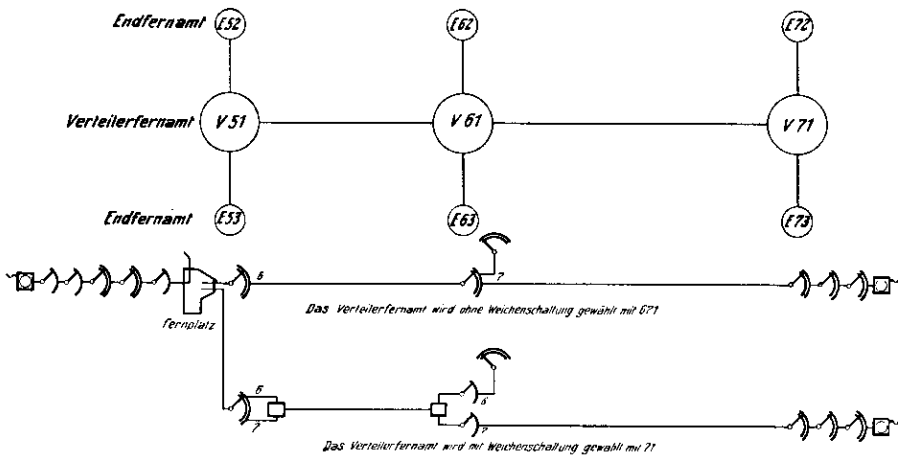 Endfernamt E52 E62 E72
Verteilerfernamt V 51 V 61 V 71
Endfernamt E53 E63 E73
6 7
Fernplatz
Das Verteilerfernamt wird ohne Weichenschaltung gewählt mit 671
6 6
7 7
Das Verteilerfernamt wird mit Weichenschaltung gewählt mit 71